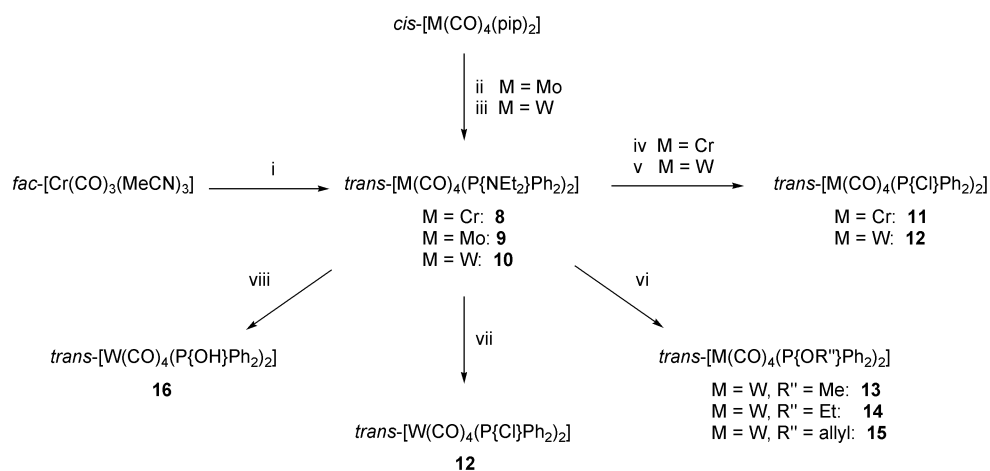 cis-[M(CO)4(pip)2]
ii M = Mo
iii M = W
iv M = Cr
v M = W
i
fac-[Cr(CO)3(MeCN)3]
trans-[M(CO)4(P{NEt2}Ph2)2]
trans-[M(CO)4(P{Cl}Ph2)2]
M = Cr: 8
M = Mo: 9
M = W: 10
M = Cr: 11
M = W: 12
viii
vi
vii
trans-[W(CO)4(P{OH}Ph2)2]
16
trans-[M(CO)4(P{OR"}Ph2)2]
M = W, R" = Me: 13
M = W, R" = Et: 14
M = W, R" = allyl: 15
trans-[W(CO)4(P{Cl}Ph2)2]
12